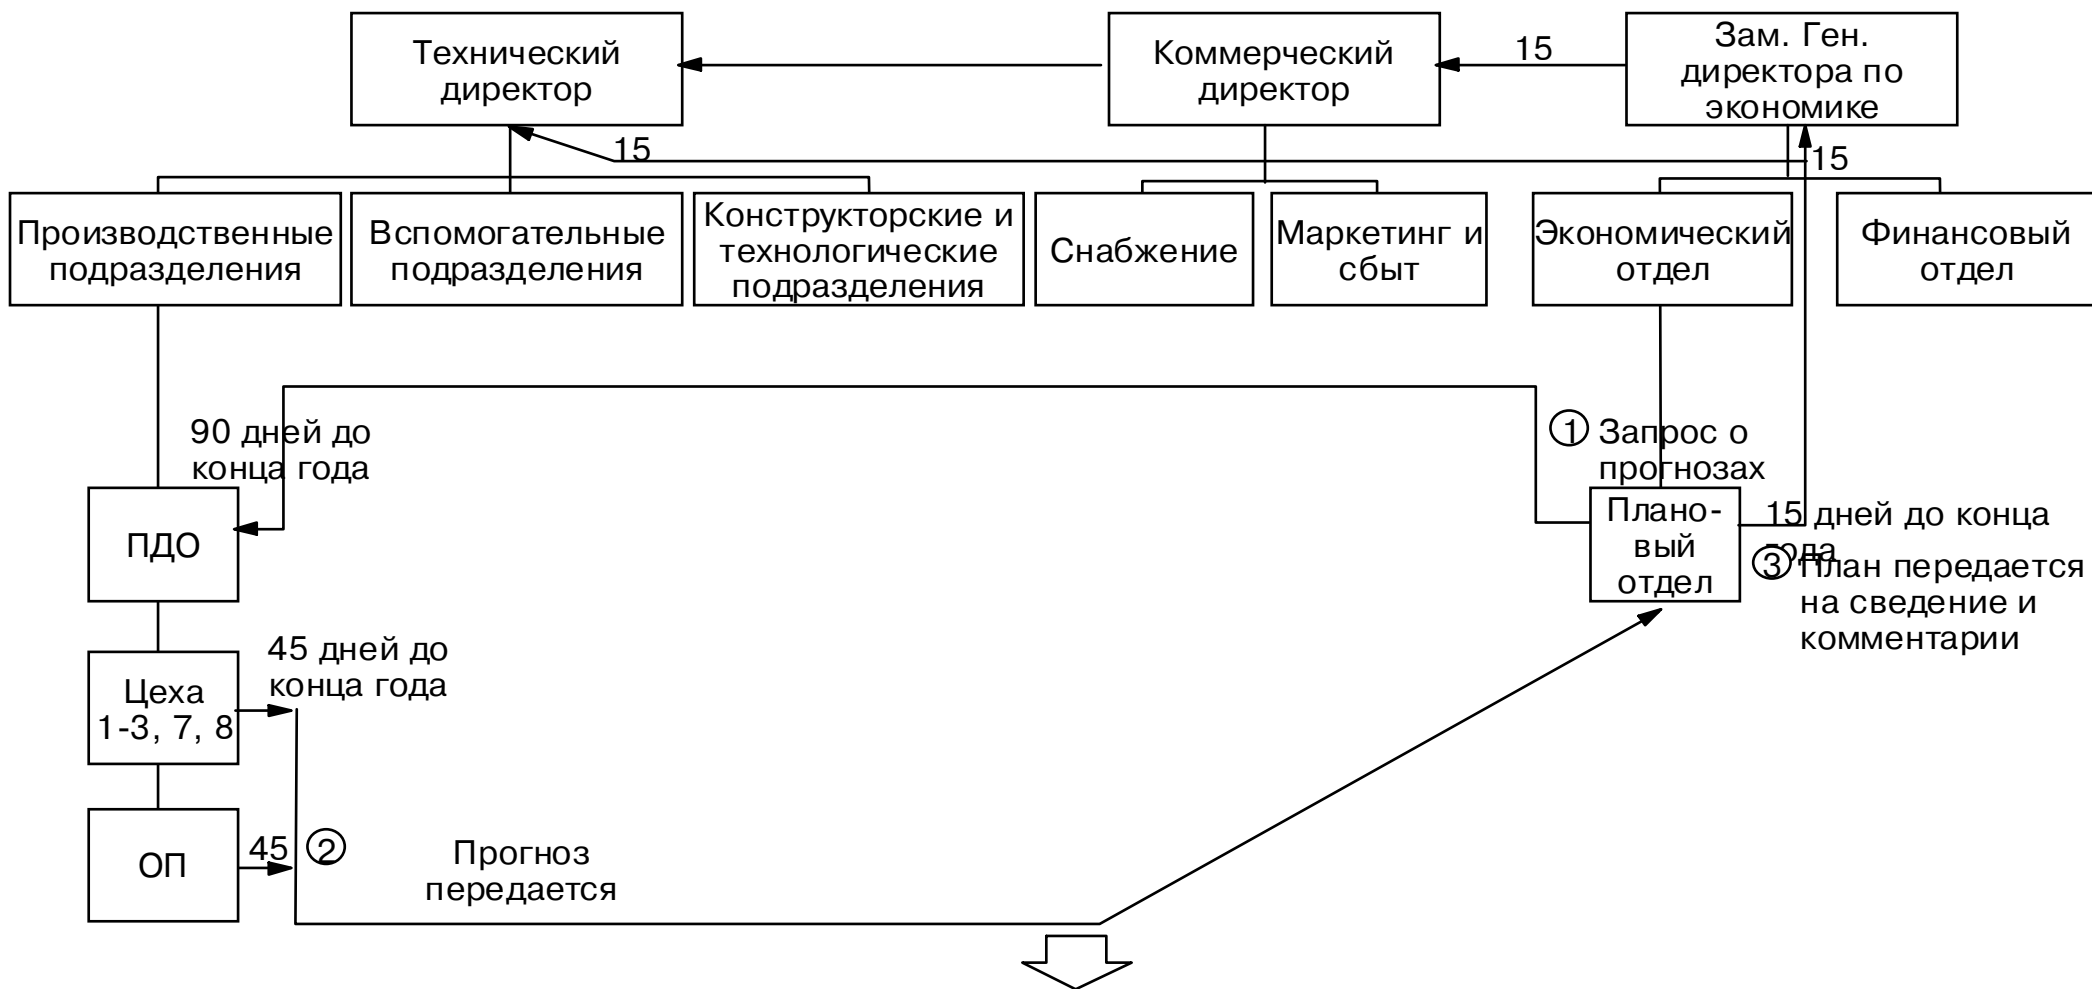 Технический
директор
Коммерческий
директор
15
Зам. Ген.
директора по
экономике
15
15
Производственные
подразделения
Вспомогательные
подразделения
Конструкторские и
технологические
подразделения
Снабжение
Маркетинг и
сбыт
Экономический
отдел
Финансовый
отдел
90 дней до
конца года
1 Запрос о
прогнозах
ПДО
Плано-
вый
отдел
15 дней до конца
года
3 План передается
на сведение и
комментарии
45 дней до
конца года
Цеха
1-3, 7, 8
ОП
45
2
Прогноз
передается